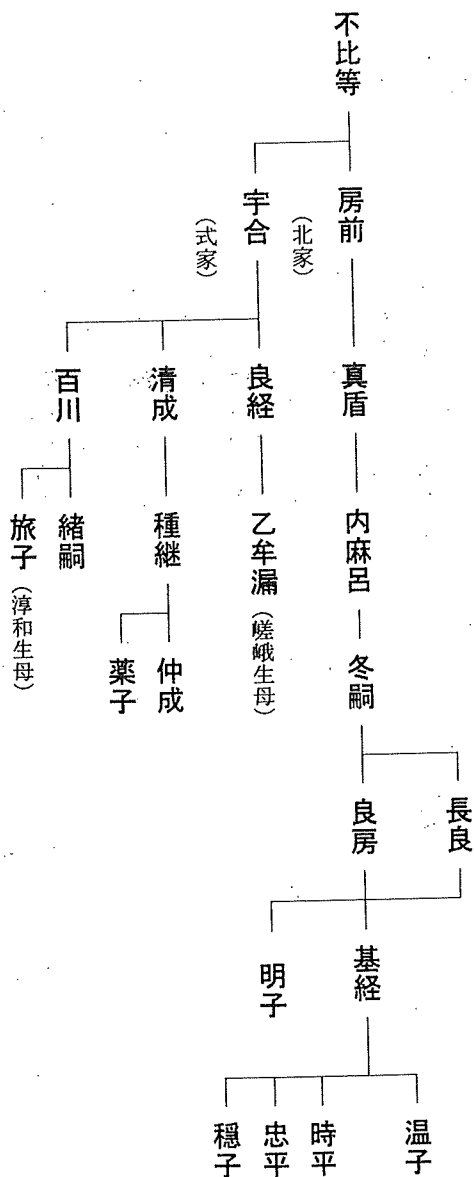 不比等
房前
(北家)
宇合
(式家)
真盾
良経
清成
百川
内麻呂
乙牟漏(嵯峨生母)
種継
緒嗣
旅子(淳和生母)
冬嗣
仲成
薬子
長良
良房
基経
明子
温子
時平
忠平
穏子